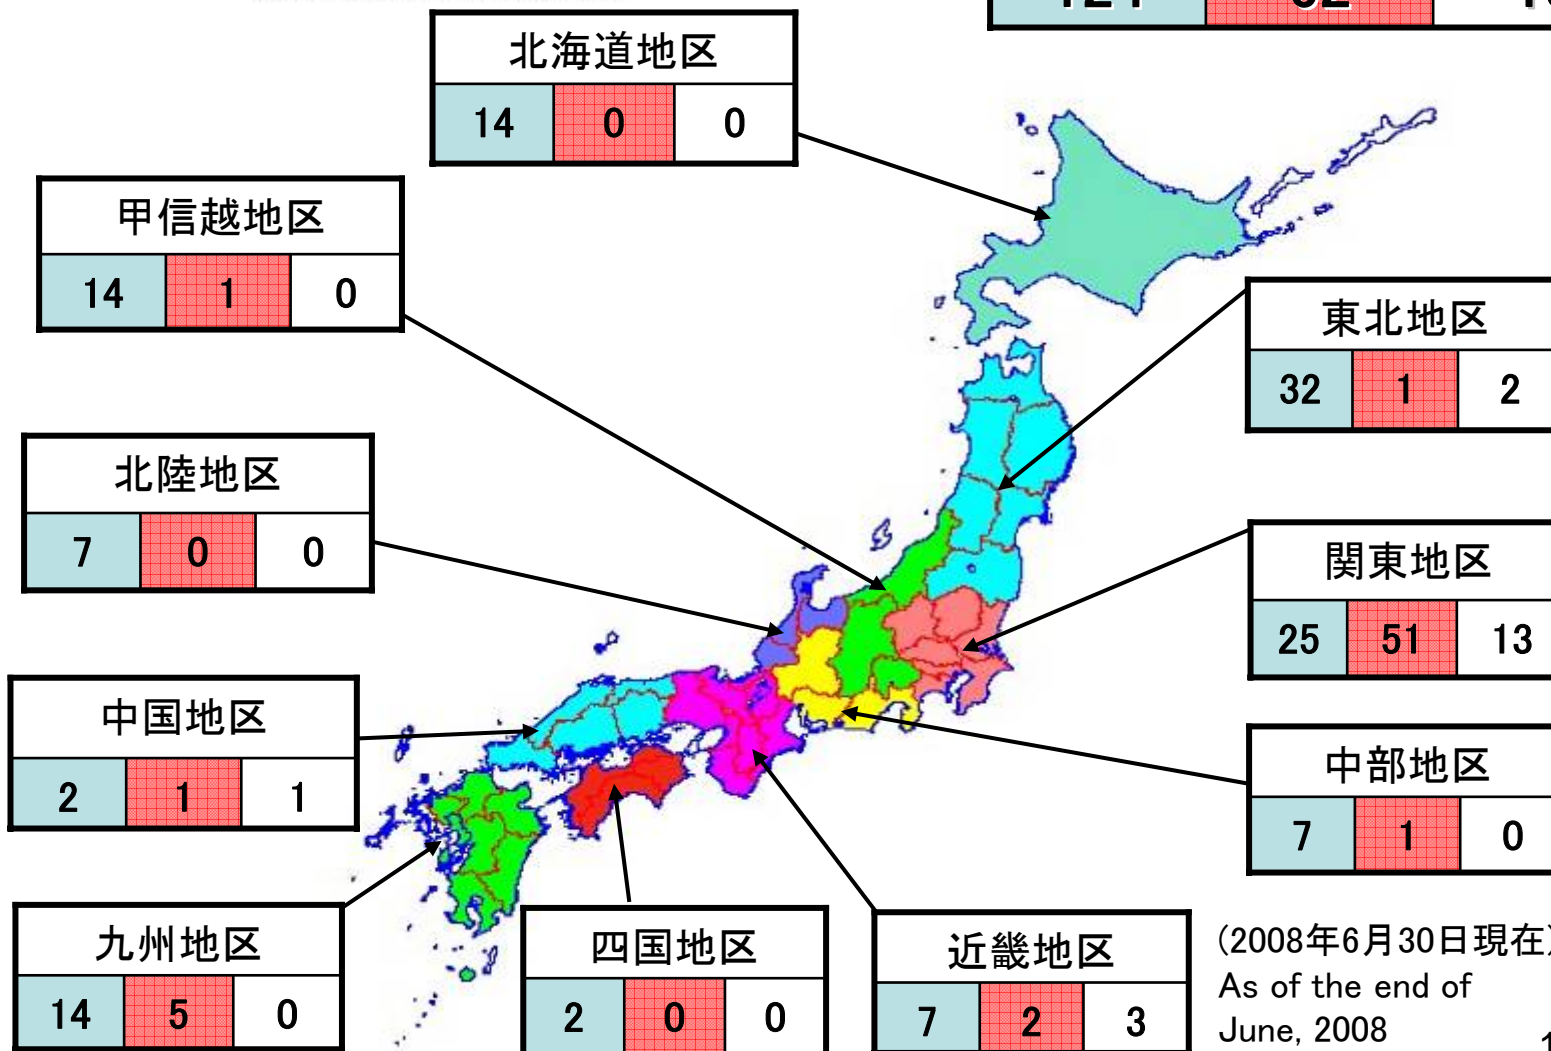 北海道地区
14 0 0
甲信越地区
14 1 0
東北地区
32 1 2
北陸地区
7 0 0
関東地区
25 51 13
中国地区
2 1 1
中部地区
7 1 0
九州地区
14 5 0
四国地区
2 0 0
近畿地区
7 2 3
(2008年6月30日現在)
As of the end of
June, 2008